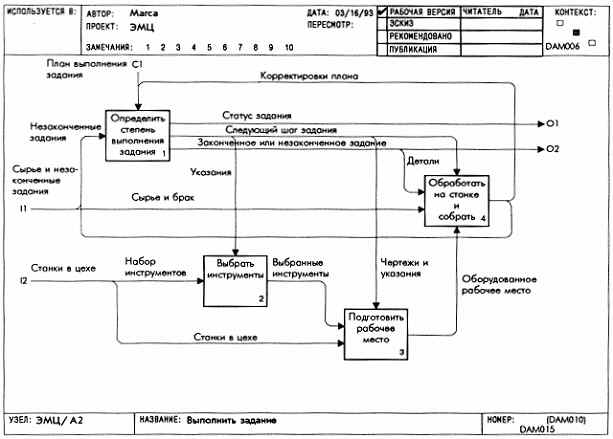 ИСПОЛЬЗУЕТСЯ В:
АВТОР: Marca
ПРОЕКТ: ЭМЦ
ЗАМЕЧАНИЯ: 1 2 3 4 5 6 7 8 9 10
ДАТА: 03/16/93
ПЕРЕСМОТР:
РАБОЧАЯ ВЕРСИЯ
ЭСКИЗ
РЕКОМЕНДОВАНО
ПУБЛИКАЦИЯ
ЧИТАТЕЛЬ ДАТА
КОНТЕКСТ:
DAM006
План выполнения С1
задания
Корректировки плана
Определить
степень
выполнения
задания 1
Незаконченные
задания
Статус задания
O1
Следующий шаг задания
Законченное или незаконченное задание
O2
Детали
Сырье и неза-
конченные
задания
Указания
Обработать
на станке
и
собрать 4
Сырье и брак
I1
Станки в цехе
Набор
инструментов
I2
Выбрать
инструменты
2
Выбранные
инструменты
Чертежи и
указания
Оборудованное
рабочее место
Станки в цехе
Подготовить
рабочее
место
3
УЗЕЛ: ЭМЦ/А2
НАЗВАНИЕ: Выполнить задание
НОМЕР: (DAM010)
DAM015